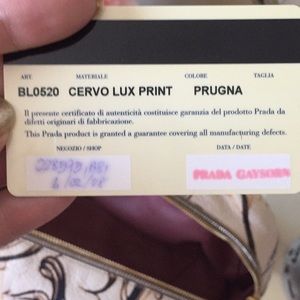 ART. MATERIALE COLORE TAGLIA
BL0520 CERVO LUX PRINT PRUGNA
Il presente certificato di autenticità costituisce garanzia del prodotto Prada da
difetti originari di fabbricazione.
This Prada product is granted a guarantee covering all manufacturing defects.
NEGOZIO / SHOP DATA / DATE
PRADA GAYSORN